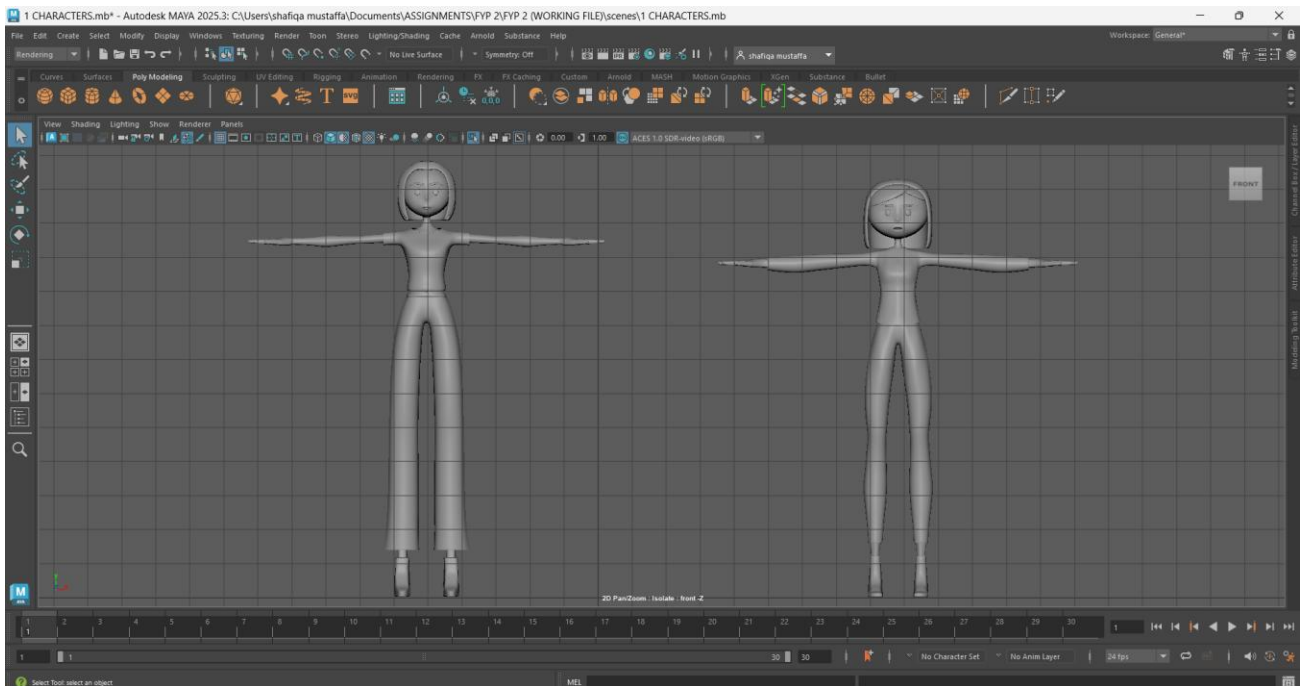 1 CHARACTERS.mb* - Autodesk MAYA 2025.3: C:\Users\shafiqa mustaffa\Documents\ASSIGNMENTS\FYP 2\FYP 2 (WORKING FILE)\scenes\1 CHARACTERS.mb
File Edit Create Select Modify Display Windows Texturing Render Toon Stereo Lighting/Shading Cache Arnold Substance Help
Workspace: General*
Rendering No Live Surface Symmetry: Off shafiqa mustaffa
Curves Surfaces Poly Modeling Sculpting UV Editing Rigging Animation Rendering FX FX Caching Custom Arnold MASH Motion Graphics XGen Substance Bullet
T SVG 0,0,0
View Shading Lighting Show Renderer Panels
0.00 1.00 ACES 1.0 SDR-video (sRGB)
FRONT
Channel Box / Layer Editor
Attribute Editor
Modeling Toolkit
2D Pan/Zoom : Isolate : front -Z
M
1 2 3 4 5 6 7 8 9 10 11 12 13 14 15 16 17 18 19 20 21 22 23 24 25 26 27 28 29 30
1 1
1 1 30 30 No Character Set No Anim Layer 24 fps
Select Tool: select an object MEL